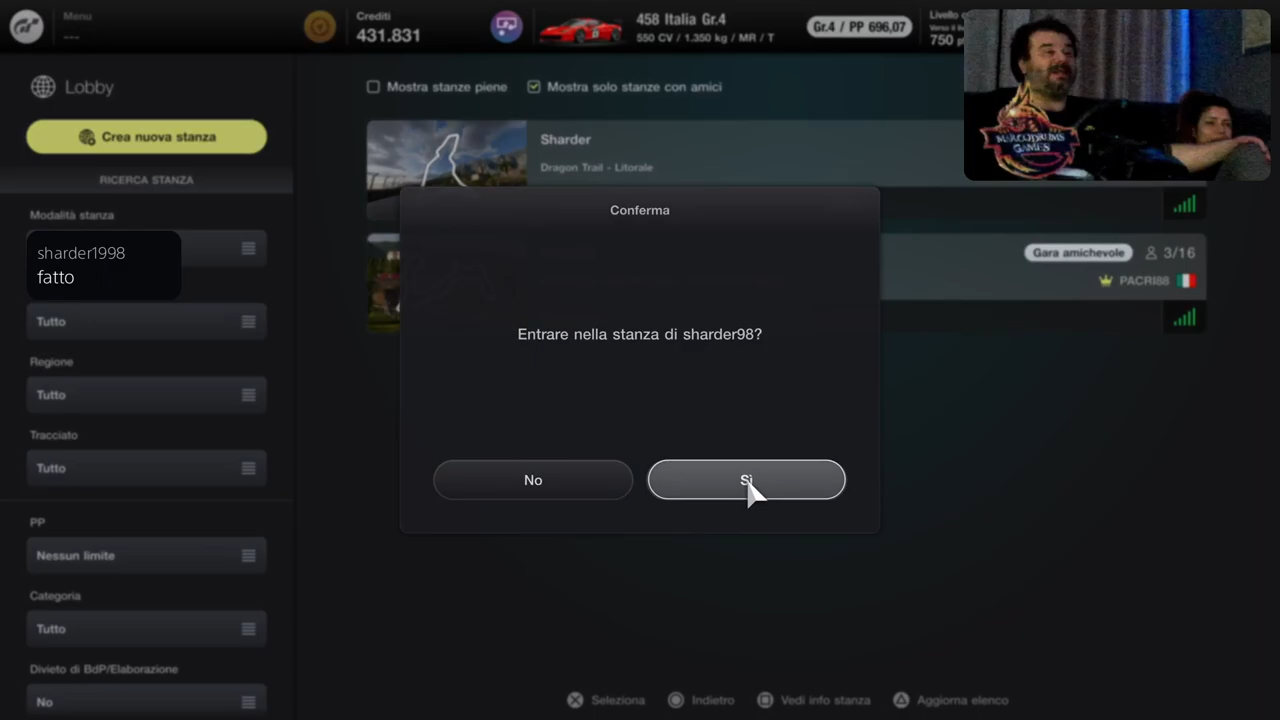 Menu
---
Crediti
431.831
458 Italia Gr.4
550 CV / 1.350 kg / MR / T
Gr.4 / PP 696,07
750
Lobby
Crea nuova stanza
RICERCA STANZA
Modalità stanza
sharder1998
fatto
Tutto
Regione
Tutto
Tracciato
Tutto
PP
Nessun limite
Categoria
Tutto
Divieto di BdP/Elaborazione
No
Mostra stanze piene
Mostra solo stanze con amici
Sharder
Dragon Trail - Litorale
Gara amichevole
3/16
PACRI88
Conferma
Entrare nella stanza di sharder98?
No
Sì
Seleziona
Indietro
Vedi info stanza
Aggiorna elenco
MARCODRUMS
GAMES